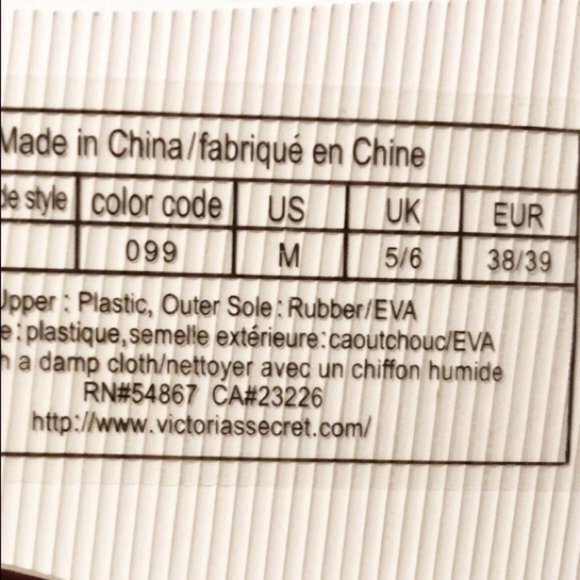 Made in China/fabriqué en Chine
de style color code US UK EUR
099 M 5/6 38/39
Upper : Plastic, Outer Sole : Rubber/EVA
e : plastique, semelle extérieure : caoutchouc/EVA
h a damp cloth/nettoyer avec un chiffon humide
RN#54867 CA#23226
http://www.victoriassecret.com/